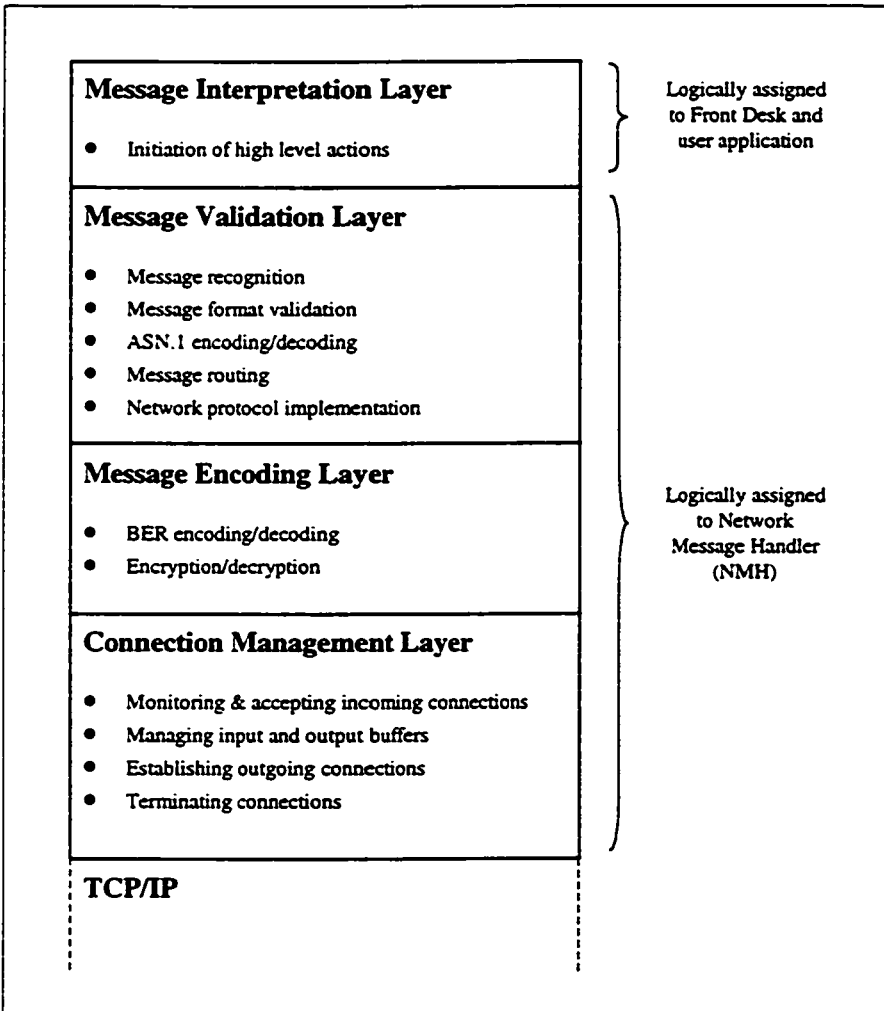 Message Interpretation Layer
● Initiation of high level actions
Logically assigned
to Front Desk and
user application
Message Validation Layer
● Message recognition
● Message format validation
● ASN.1 encoding/decoding
● Message routing
● Network protocol implementation
Message Encoding Layer
● BER encoding/decoding
● Encryption/decryption
Logically assigned
to Network
Message Handler
(NMH)
Connection Management Layer
● Monitoring & accepting incoming connections
● Managing input and output buffers
● Establishing outgoing connections
● Terminating connections
TCP/IP